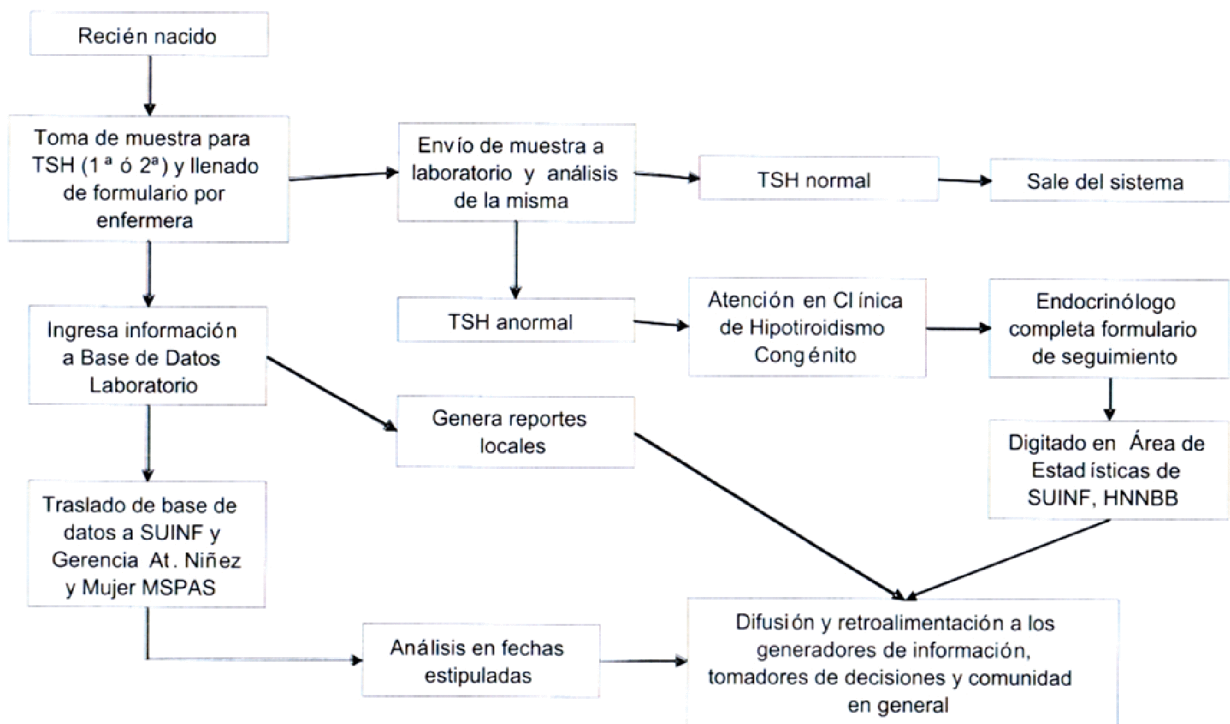 Recién nacido
Toma de muestra para
TSH (1ª ó 2ª) y llenado
de formulario por
enfermera
Envío de muestra a
laboratorio y análisis
de la misma
TSH normal
Sale del sistema
Ingresa información
a Base de Datos
Laboratorio
TSH anormal
Atención en Clínica
de Hipotiroidismo
Congénito
Endocrinólogo
completa formulario
de seguimiento
Genera reportes
locales
Digitado en Área de
Estadísticas de
SUINF, HNNBB
Traslado de base de
datos a SUINF y
Gerencia At. Niñez
y Mujer MSPAS
Análisis en fechas
estipuladas
Difusión y retroalimentación a los
generadores de información,
tomadores de decisiones y comunidad
en general